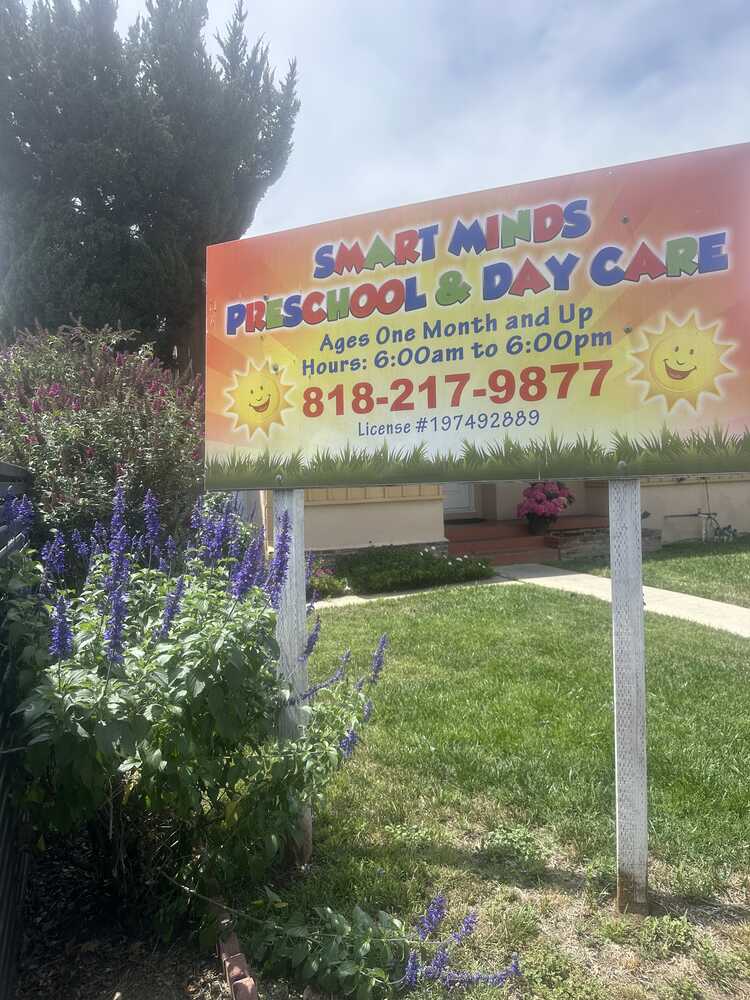 SMART MINDS
PRESCHOOL & DAY CARE
Ages One Month and Up
Hours: 6:00am to 6:00pm
818-217-9877
License #197492889